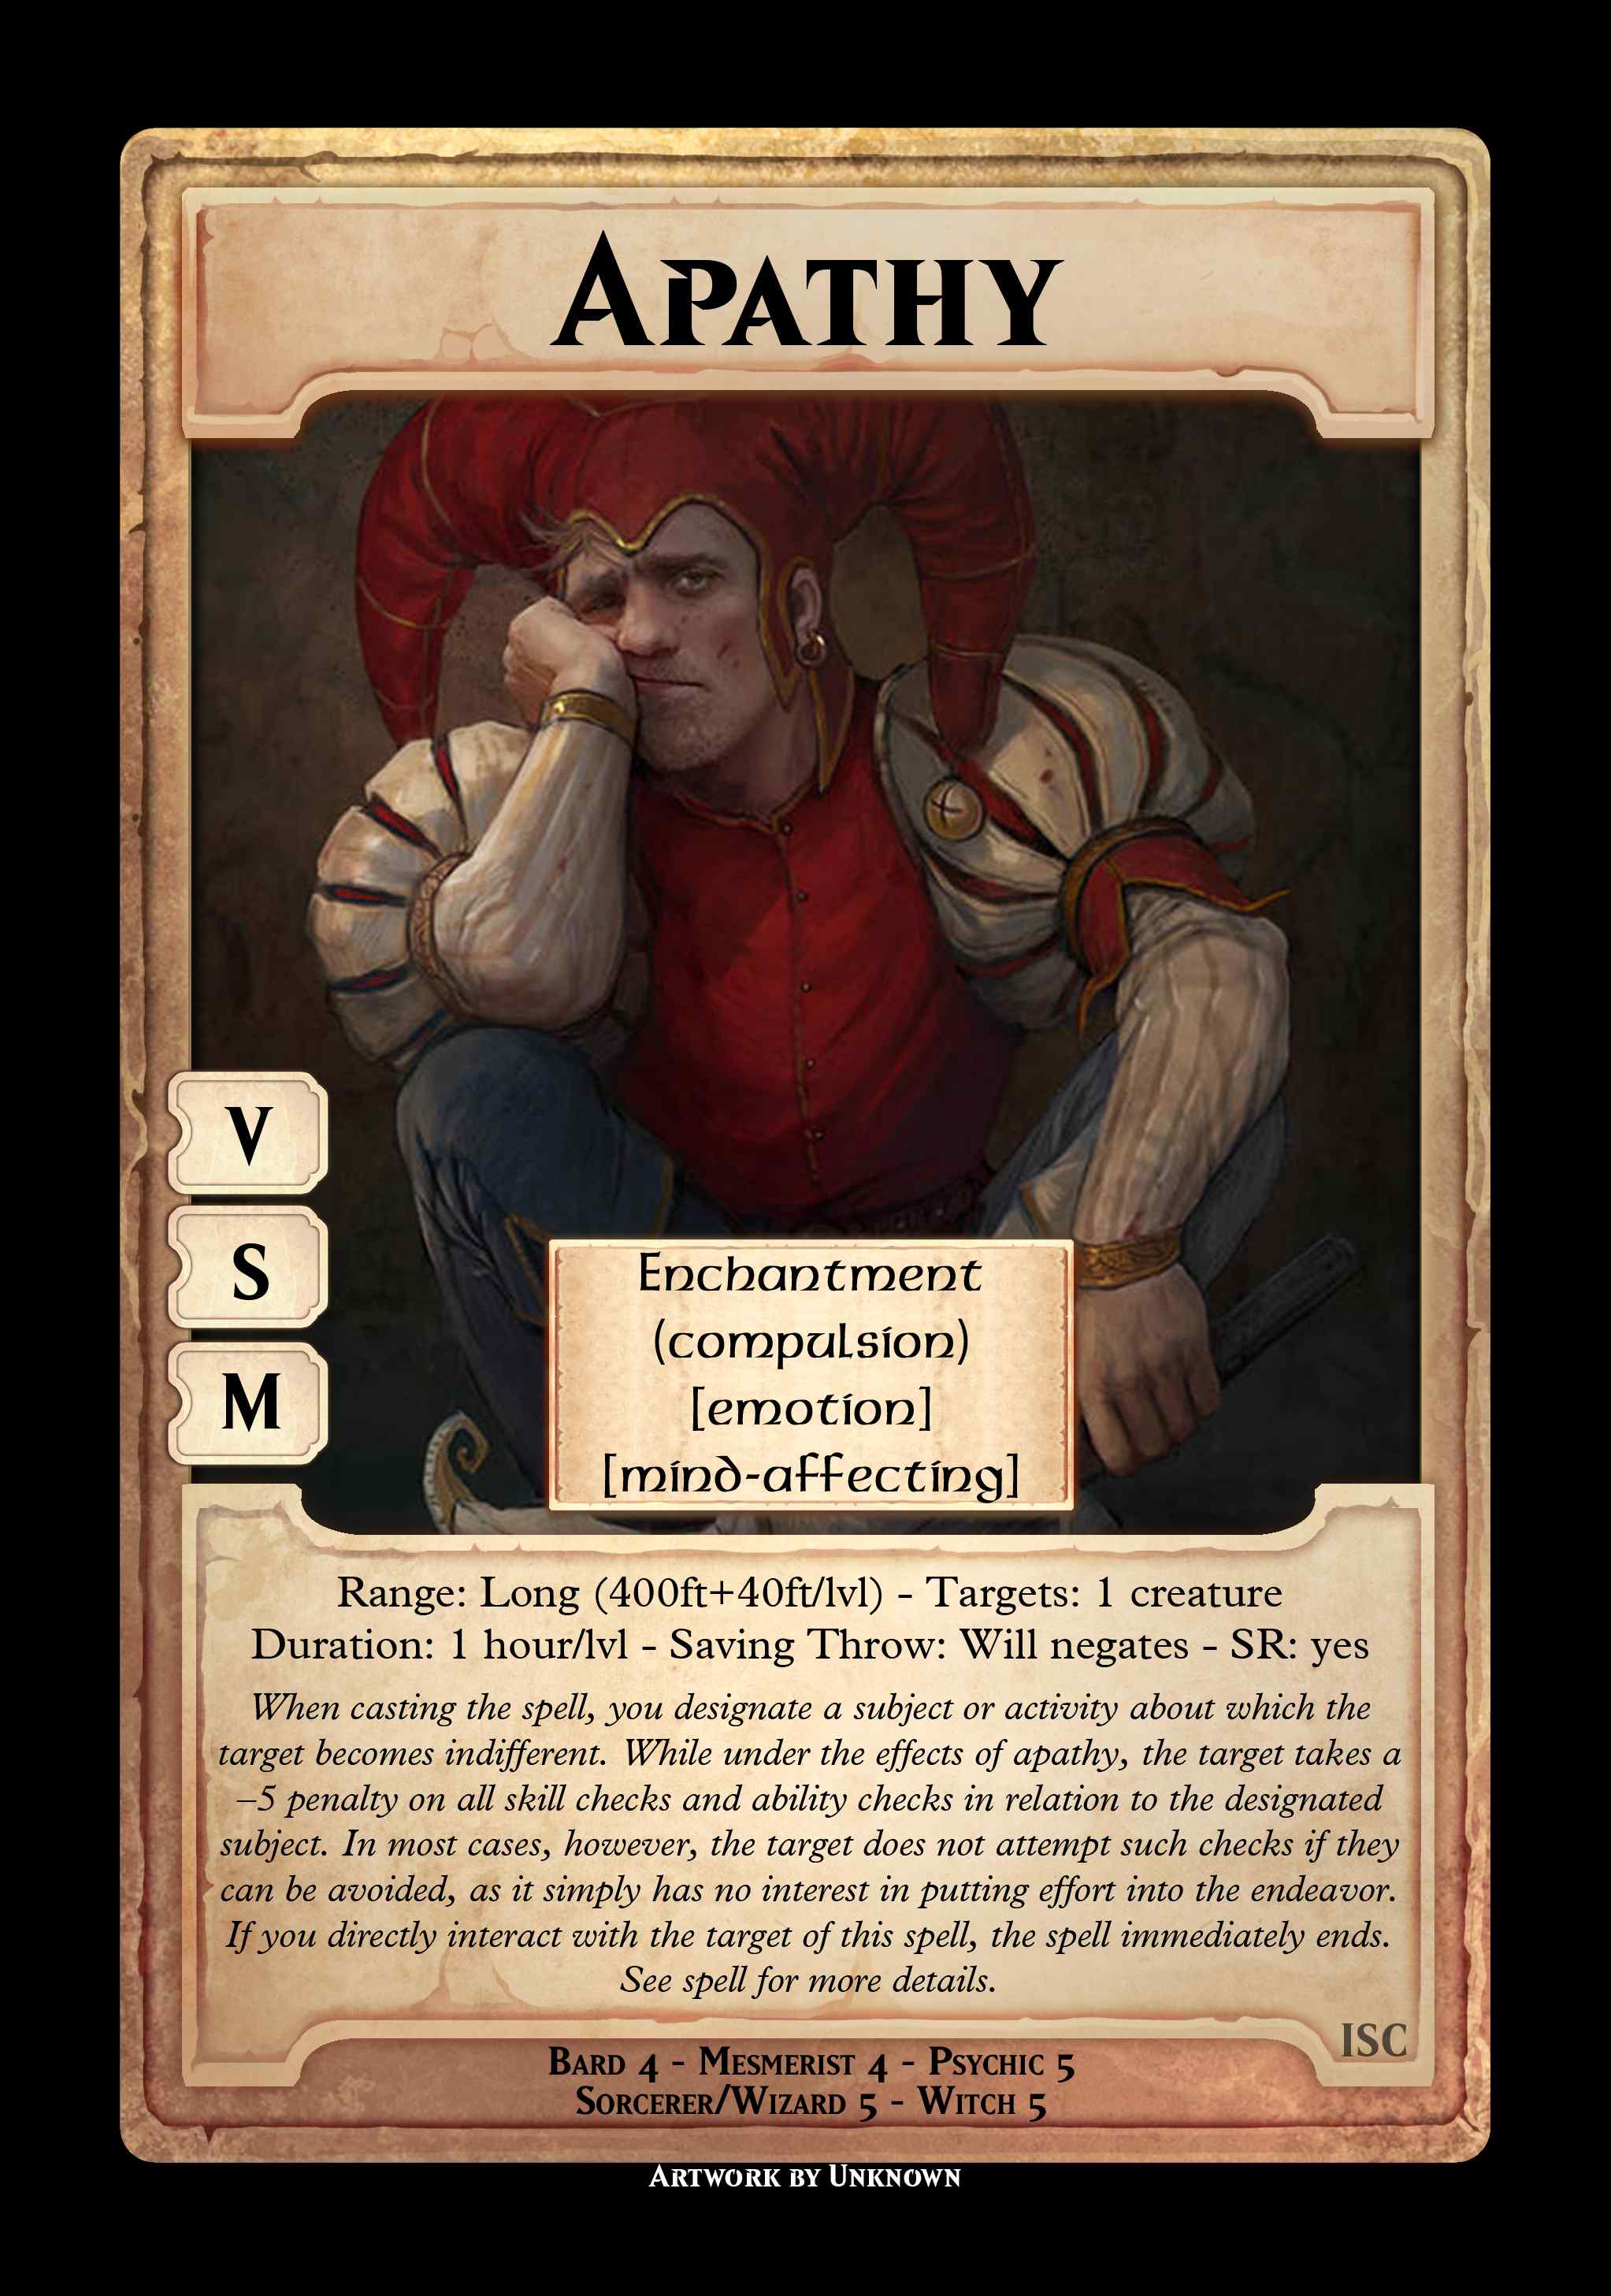 Apathy
V
S
M
Enchantment
(compulsion)
[emotion]
[mind-affecting]
Range: Long (400ft+40ft/lvl) - Targets: 1 creature
Duration: 1 hour/lvl - Saving Throw: Will negates - SR: yes
When casting the spell, you designate a subject or activity about which the
target becomes indifferent. While under the effects of apathy, the target takes a
–5 penalty on all skill checks and ability checks in relation to the designated
subject. In most cases, however, the target does not attempt such checks if they
can be avoided, as it simply has no interest in putting effort into the endeavor.
If you directly interact with the target of this spell, the spell immediately ends.
See spell for more details.
ISC
Bard 4 - Mesmerist 4 - Psychic 5
Sorcerer/Wizard 5 - Witch 5
Artwork by Unknown